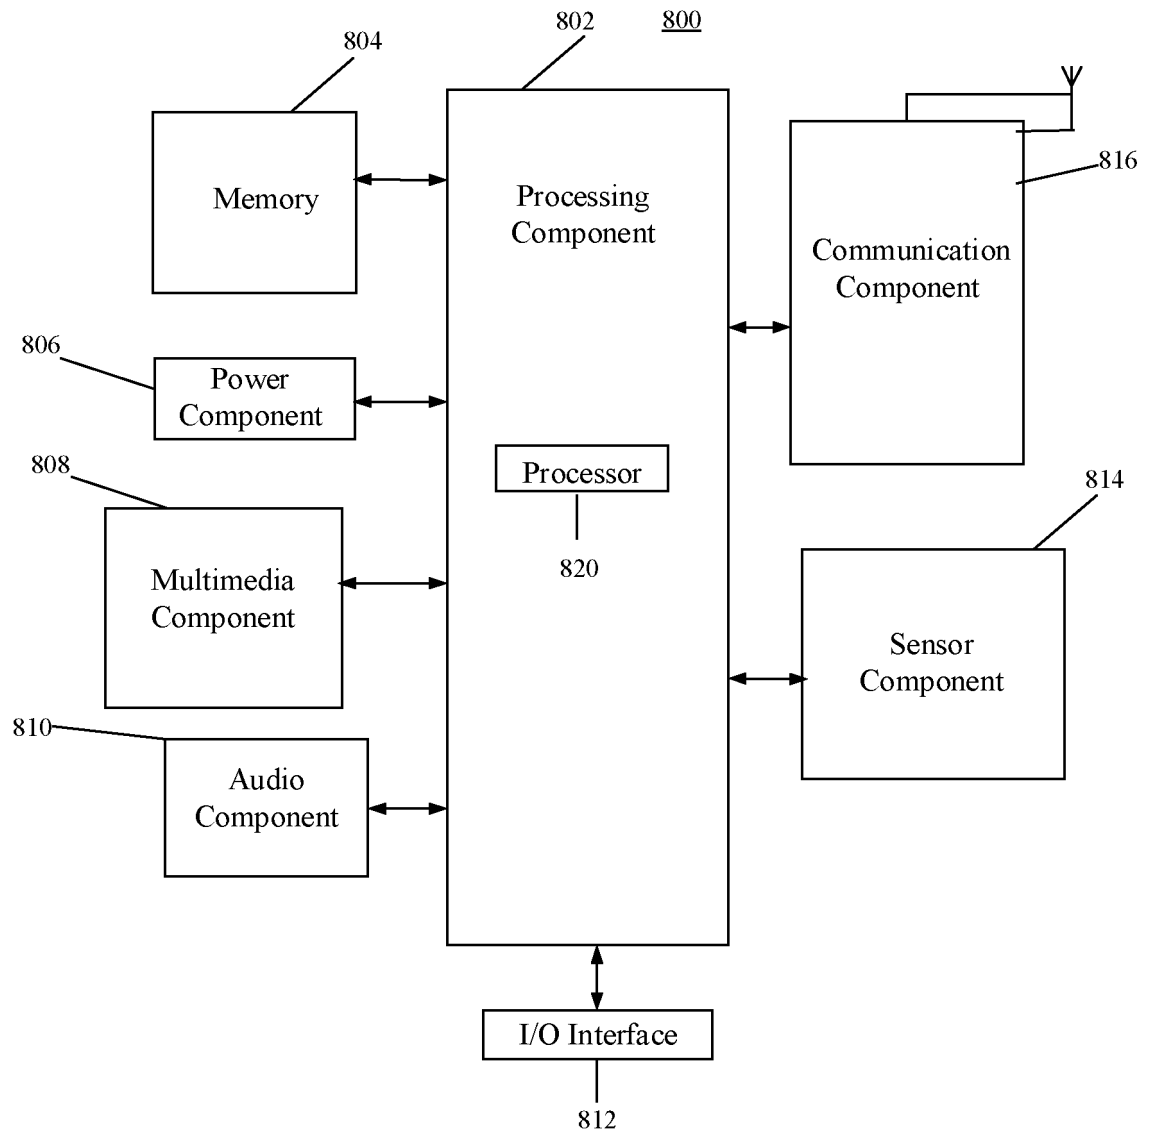 802
800
804
816
Memory
Processing
Component
Communication
Component
806
Power
Component
808
Processor
814
820
Multimedia
Component
Sensor
Component
810
Audio
Component
I/O Interface
812